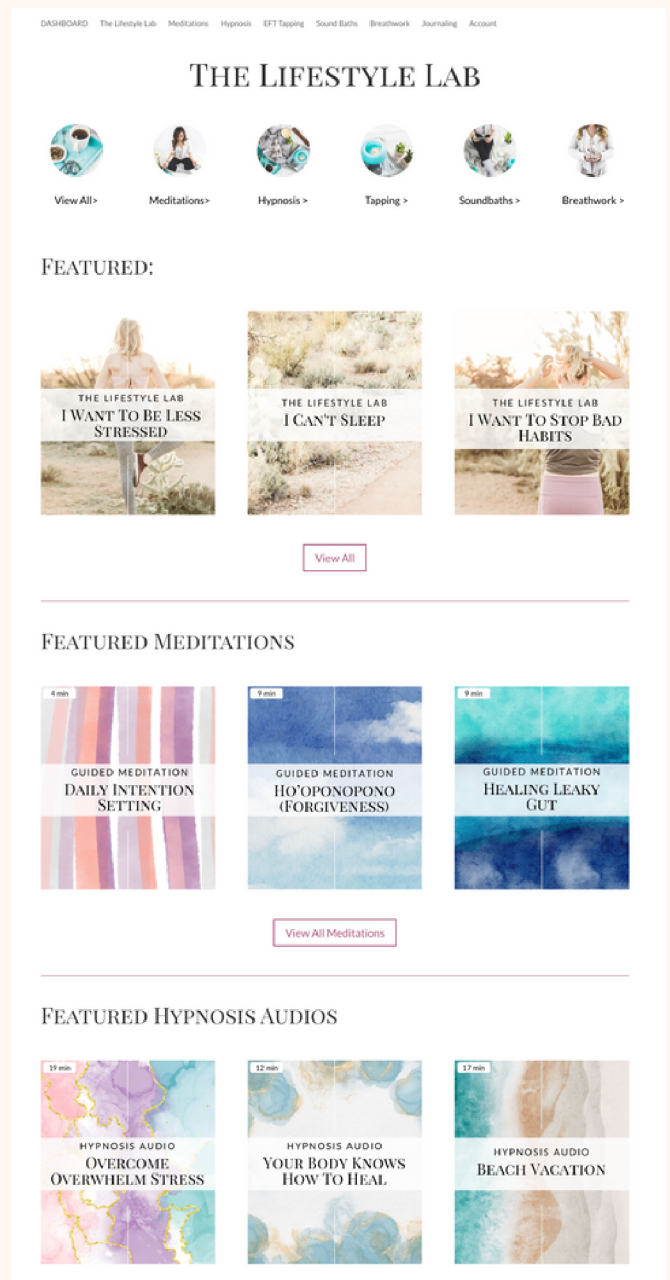 DASHBOARD The Lifestyle Lab Meditations Hypnosis EFT Tapping Sound Baths Breathwork Journaling Account
The Lifestyle Lab
View All> Meditations> Hypnosis > Tapping > Soundbaths > Breathwork >
Featured:
THE LIFESTYLE LAB
I Want To Be Less
Stressed
THE LIFESTYLE LAB
I Can't Sleep
THE LIFESTYLE LAB
I Want To Stop Bad
Habits
View All
Featured Meditations
4 min
GUIDED MEDITATION
Daily Intention
Setting
9 min
GUIDED MEDITATION
Ho'oponopono
(Forgiveness)
9 min
GUIDED MEDITATION
Healing Leaky
Gut
View All Meditations
Featured Hypnosis Audios
19 min
HYPNOSIS AUDIO
Overcome
Overwhelm Stress
12 min
HYPNOSIS AUDIO
Your Body Knows
How To Heal
17 min
HYPNOSIS AUDIO
Beach Vacation